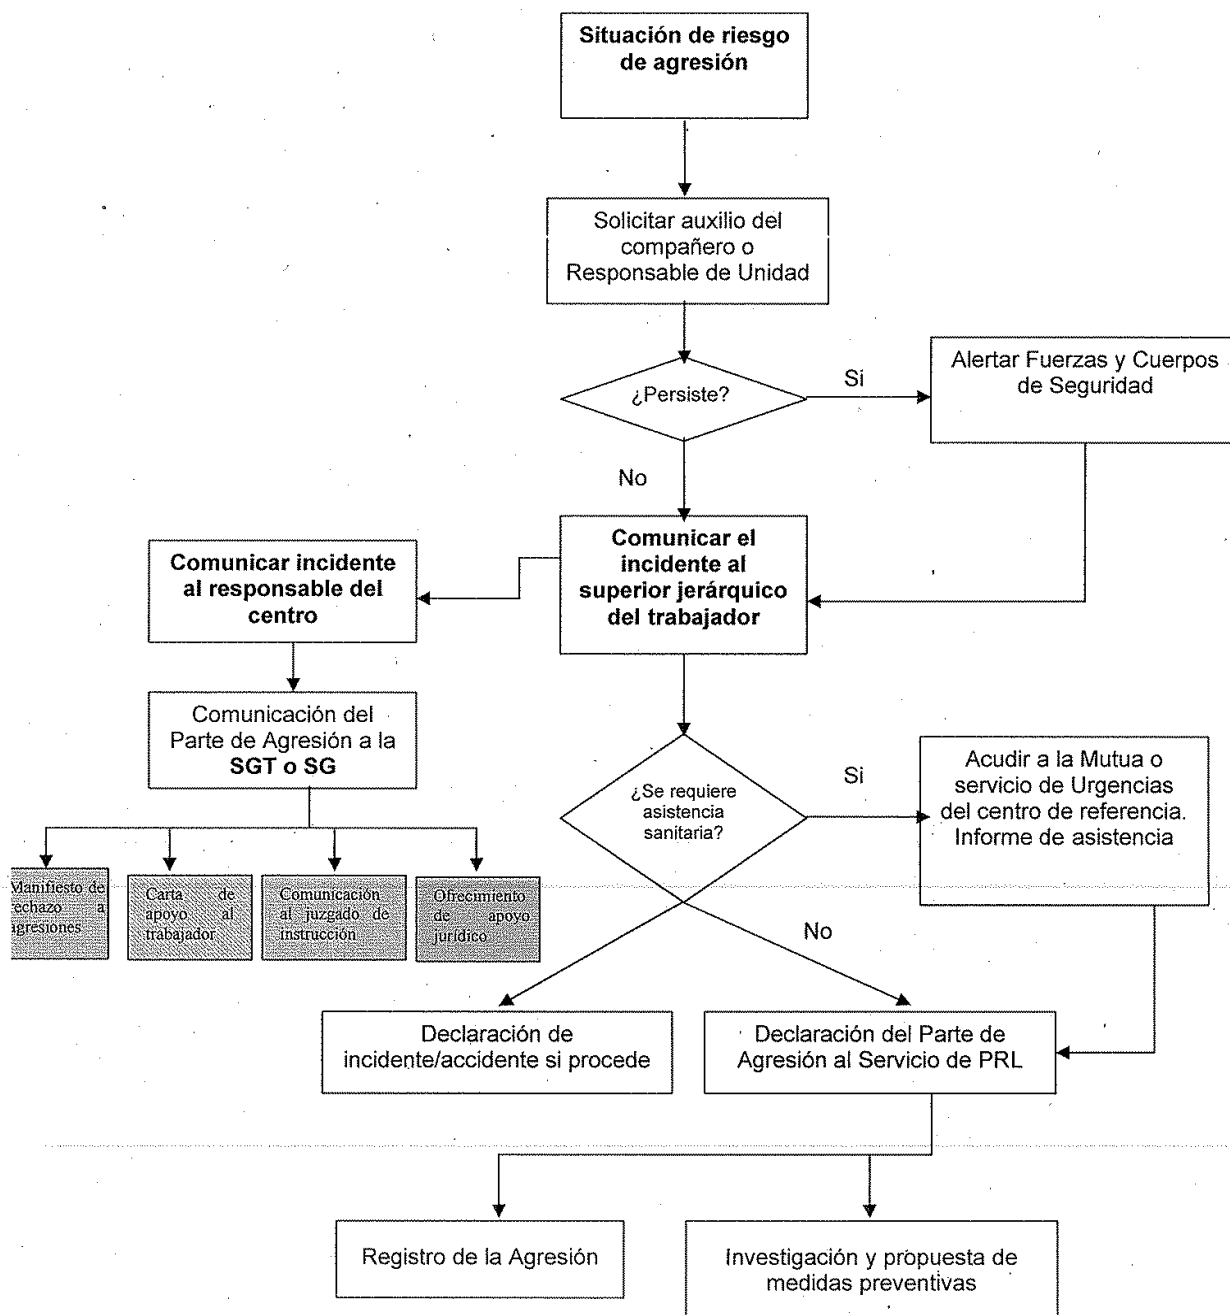 Situación de riesgo
de agresión
Solicitar auxilio del
compañero o
Responsable de Unidad
¿Persiste?
Si
Alertar Fuerzas y Cuerpos
de Seguridad
No
Comunicar el
incidente al
superior jerárquico
del trabajador
Comunicar incidente
al responsable del
centro
Comunicación del
Parte de Agresión a la
SGT o SG
¿Se requiere
asistencia
sanitaria?
Si
Acudir a la Mutua o
servicio de Urgencias
del centro de referencia.
Informe de asistencia
Manifiesto de
rechazo a
agresiones
Carta de
apoyo al
trabajador
Comunicación
al juzgado de
instrucción
Ofrecimiento
de apoyo
jurídico
No
Declaración de
incidente/accidente si procede
Declaración del Parte de
Agresión al Servicio de PRL
Registro de la Agresión
Investigación y propuesta de
medidas preventivas